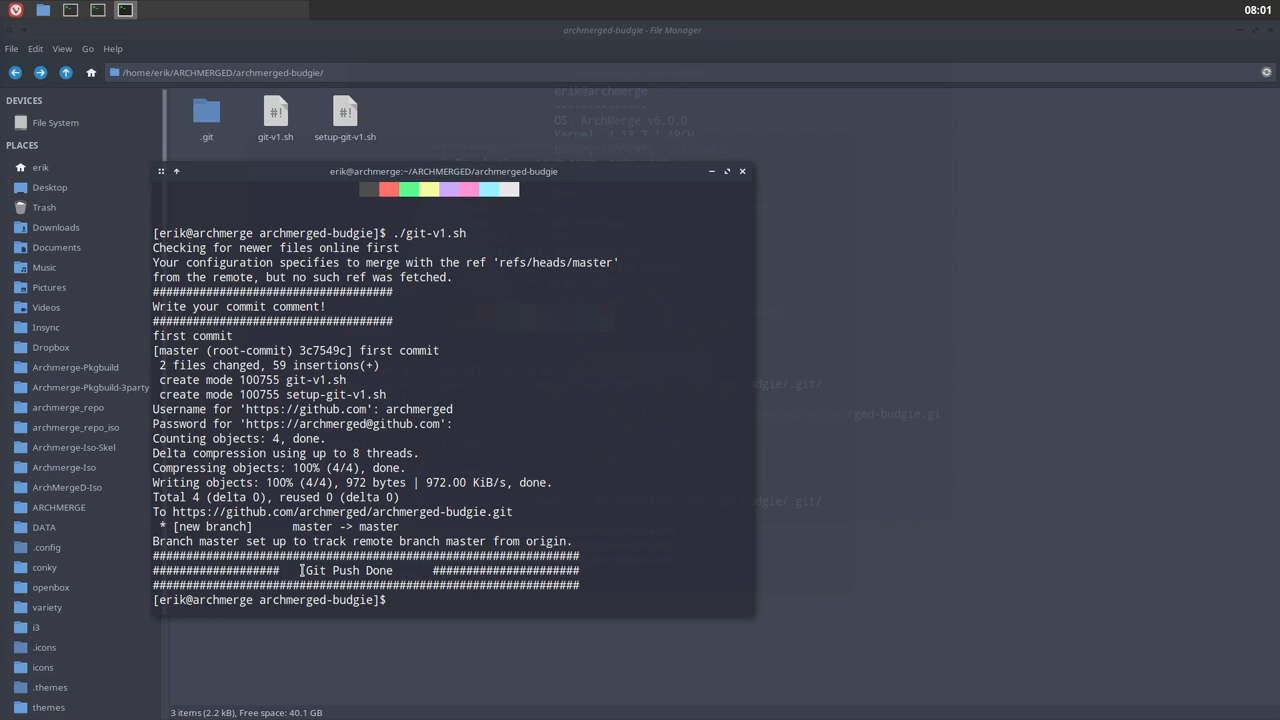 08:01
archmerged-budgie - File Manager
File Edit View Go Help
/home/erik/ARCHMERGED/archmerged-budgie/
DEVICES
File System
PLACES
erik
Desktop
Trash
Downloads
Documents
Music
Pictures
Videos
Insync
Dropbox
Archmerge-Pkgbuild
Archmerge-Pkgbuild-3party
archmerge_repo
archmerge_repo_iso
Archmerge-Iso-Skel
Archmerge-Iso
ArchMergeD-Iso
ARCHMERGE
DATA
.config
conky
openbox
variety
i3
.icons
icons
.themes
themes
.git
git-v1.sh
setup-git-v1.sh
erik@archmerge
--------------
OS: ArchMerge v6.0.0
erik@archmerge:~/ARCHMERGED/archmerged-budgie
[erik@archmerge archmerged-budgie]$ ./git-v1.sh
Checking for newer files online first
Your configuration specifies to merge with the ref 'refs/heads/master'
from the remote, but no such ref was fetched.
####################################
Write your commit comment!
####################################
first commit
[master (root-commit) 3c7549c] first commit
2 files changed, 59 insertions(+)
create mode 100755 git-v1.sh
create mode 100755 setup-git-v1.sh
Username for 'https://github.com': archmerged
Password for 'https://archmerged@github.com':
Counting objects: 4, done.
Delta compression using up to 8 threads.
Compressing objects: 100% (4/4), done.
Writing objects: 100% (4/4), 972 bytes | 972.00 KiB/s, done.
Total 4 (delta 0), reused 0 (delta 0)
To https://github.com/archmerged/archmerged-budgie.git
* [new branch] master -> master
Branch master set up to track remote branch master from origin.
################################################################
################### Git Push Done ######################
################################################################
[erik@archmerge archmerged-budgie]$
3 items (2.2 kB), Free space: 40.1 GB